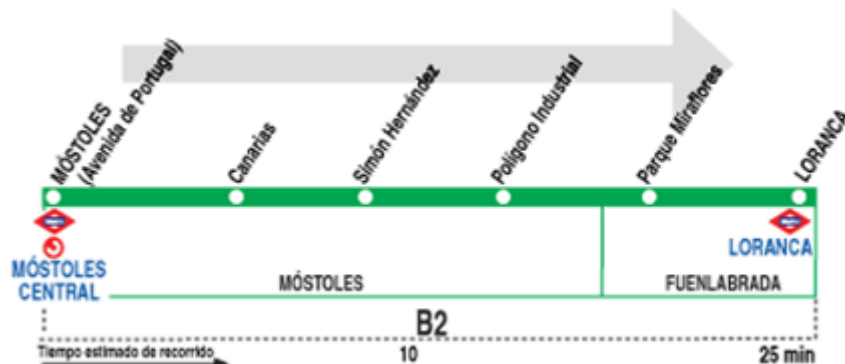 MÓSTOLES
(Avenida de Portugal)
Canarias
Simón Hernández
Polígono Industrial
Parque Miraflores
LORANCA
MÓSTOLES
CENTRAL
LORANCA
MÓSTOLES
FUENLABRADA
B2
Tiempo estimado de recorrido
10
25 min